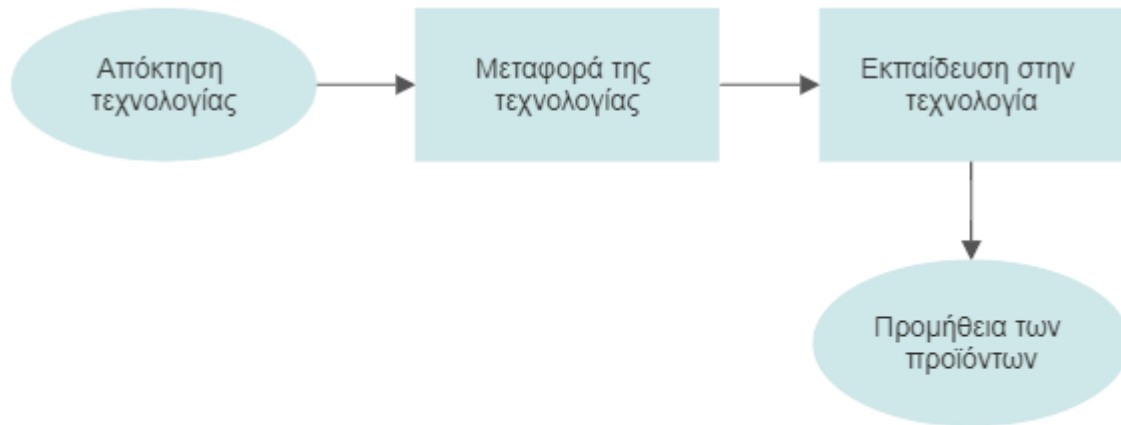 Απόκτηση
τεχνολογίας
Μεταφορά της
τεχνολογίας
Εκπαίδευση στην
τεχνολογία
Προμήθεια των
προϊόντων